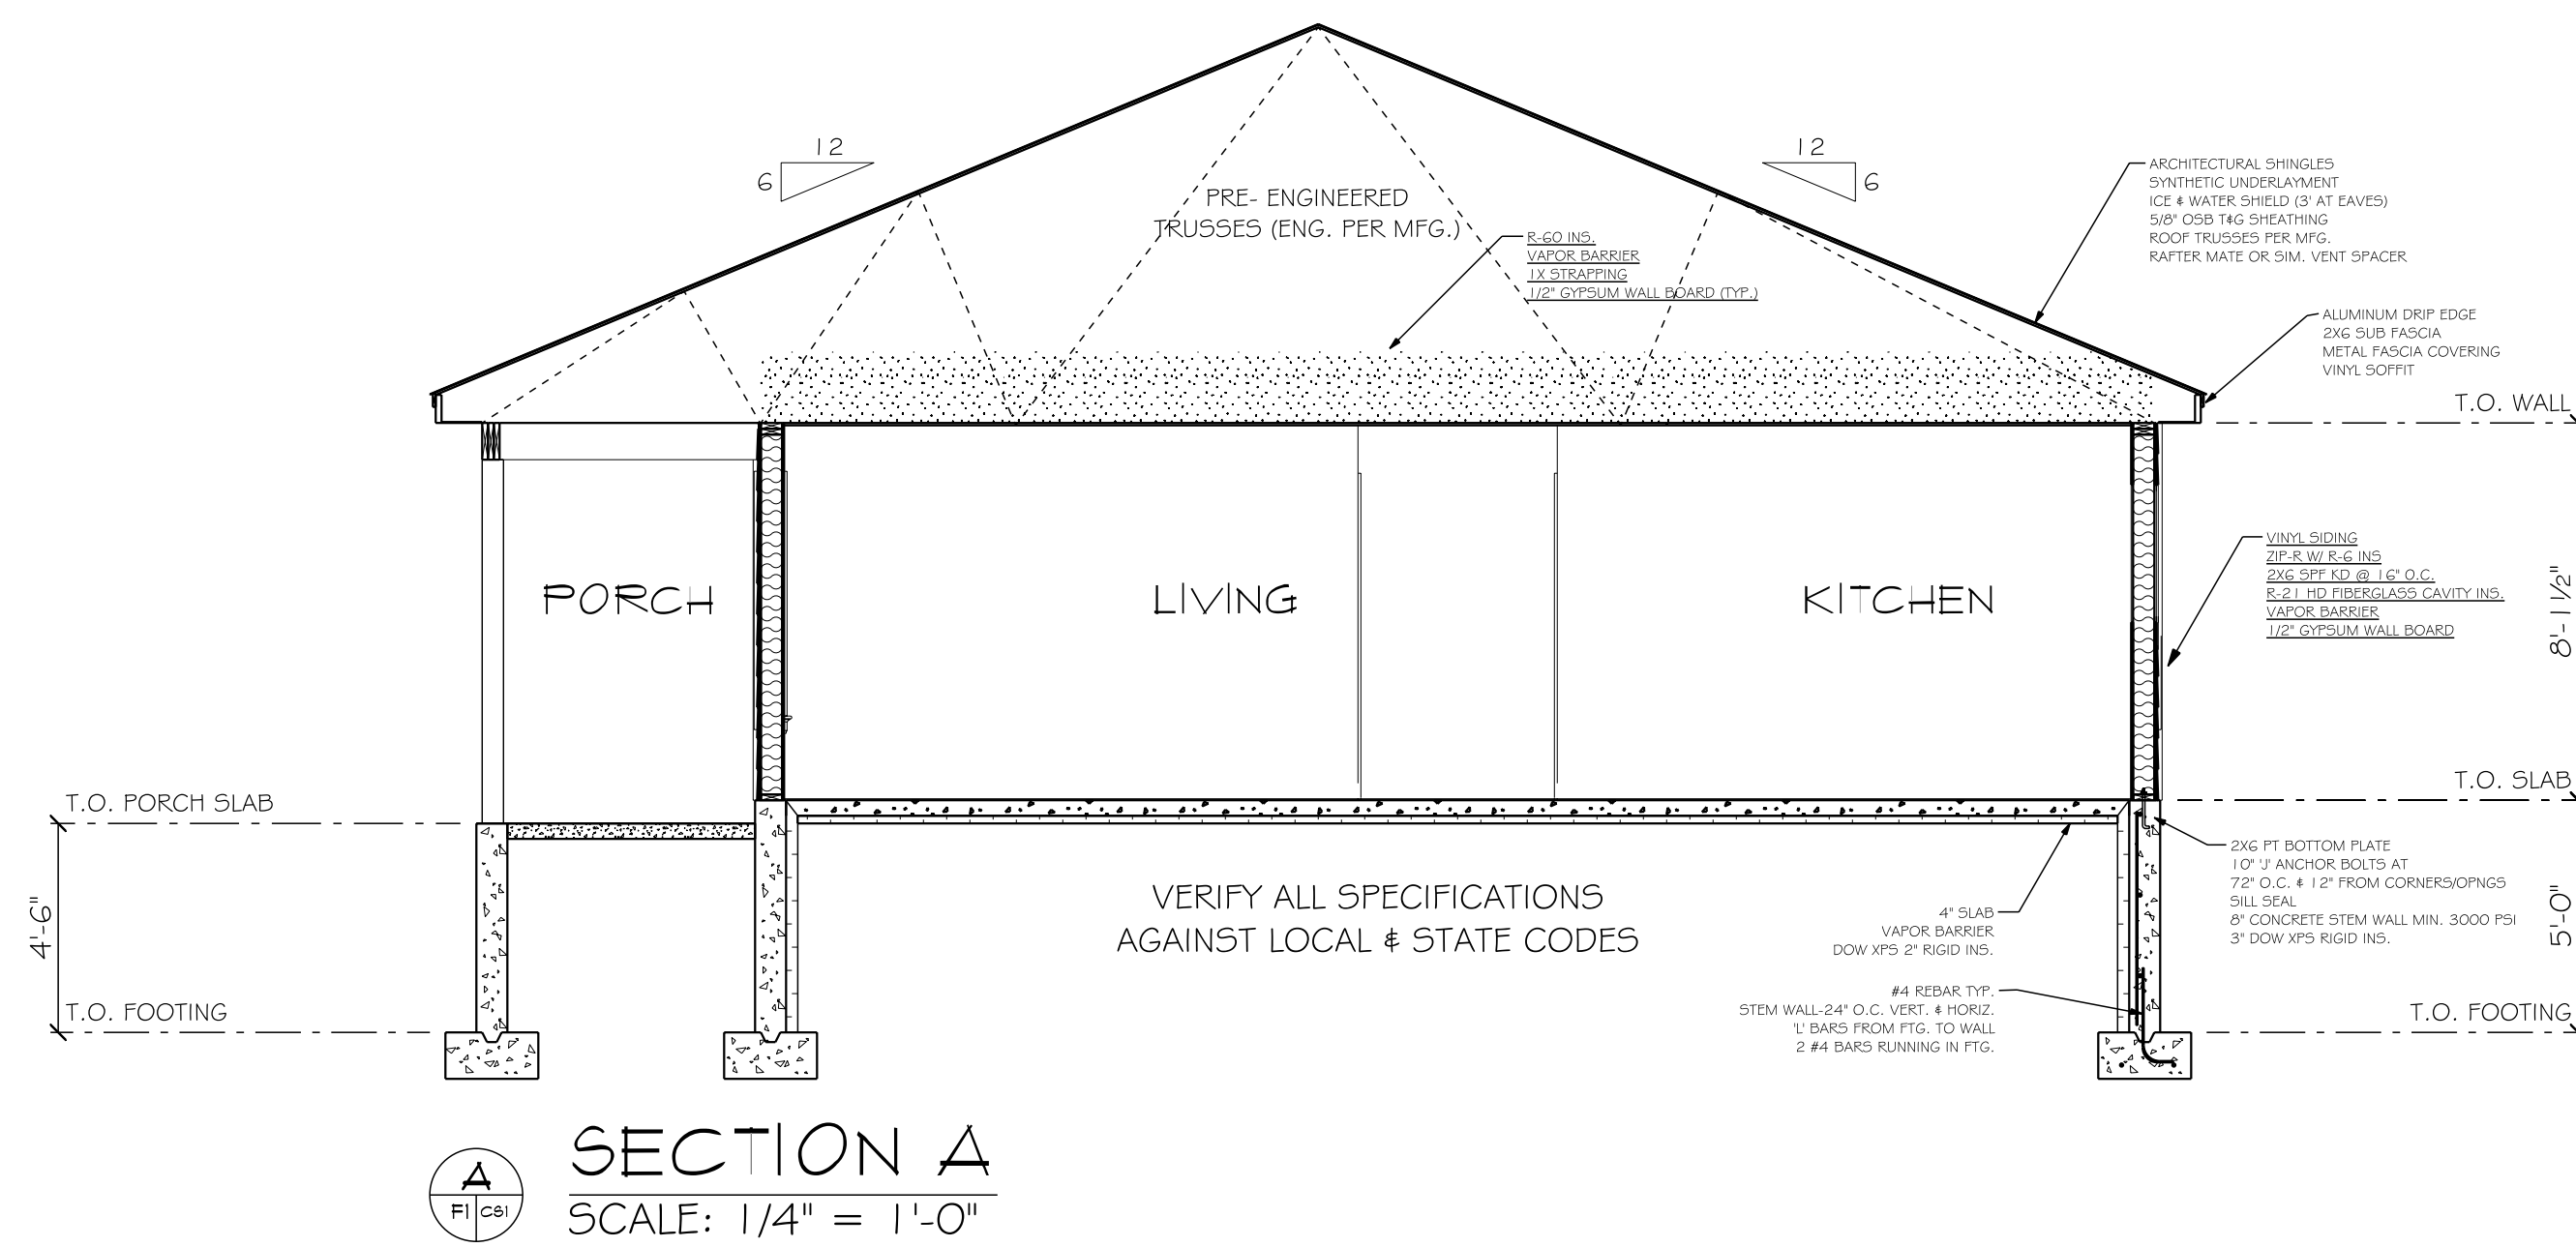 12
6
12
6
PRE- ENGINEERED
TRUSSES (ENG. PER MFG.)
R-60 INS.
VAPOR BARRIER
1X STRAPPING
1/2" GYPSUM WALL BOARD (TYP.)
ARCHITECTURAL SHINGLES
SYNTHETIC UNDERLAYMENT
ICE & WATER SHIELD (3' AT EAVES)
5/8" OSB T&G SHEATHING
ROOF TRUSSES PER MFG.
RAFTER MATE OR SIM. VENT SPACER
ALUMINUM DRIP EDGE
2X6 SUB FASCIA
METAL FASCIA COVERING
VINYL SOFFIT
T.O. WALL
PORCH
LIVING
KITCHEN
VINYL SIDING
ZIP-R W/ R-6 INS
2X6 SPF KD @ 16" O.C.
R-21 HD FIBERGLASS CAVITY INS.
VAPOR BARRIER
1/2" GYPSUM WALL BOARD
8'-1 1/2"
T.O. SLAB
T.O. PORCH SLAB
4'-6"
T.O. FOOTING
VERIFY ALL SPECIFICATIONS
AGAINST LOCAL & STATE CODES
4" SLAB
VAPOR BARRIER
DOW XPS 2" RIGID INS.
#4 REBAR TYP.
STEM WALL-24" O.C. VERT. & HORIZ.
'L' BARS FROM FTG. TO WALL
2 #4 BARS RUNNING IN FTG.
2X6 PT BOTTOM PLATE
10" 'J' ANCHOR BOLTS AT
72" O.C. & 12" FROM CORNERS/OPNGS
SILL SEAL
8" CONCRETE STEM WALL MIN. 3000 PSI
3" DOW XPS RIGID INS.
5'-0"
T.O. FOOTING
A
F1 CS1
SECTION A
SCALE: 1/4" = 1'-0"